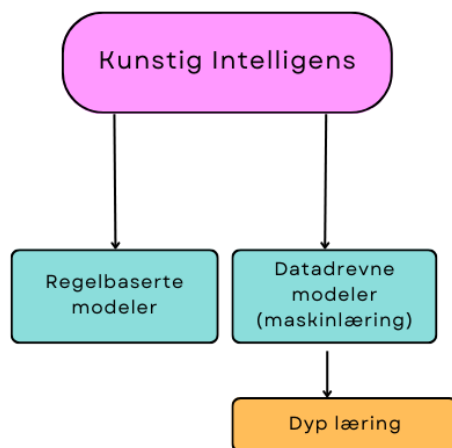 Kunstig Intelligens
Regelbaserte
modeler
Datadrevne
modeler
(maskinlæring)
Dyp læring